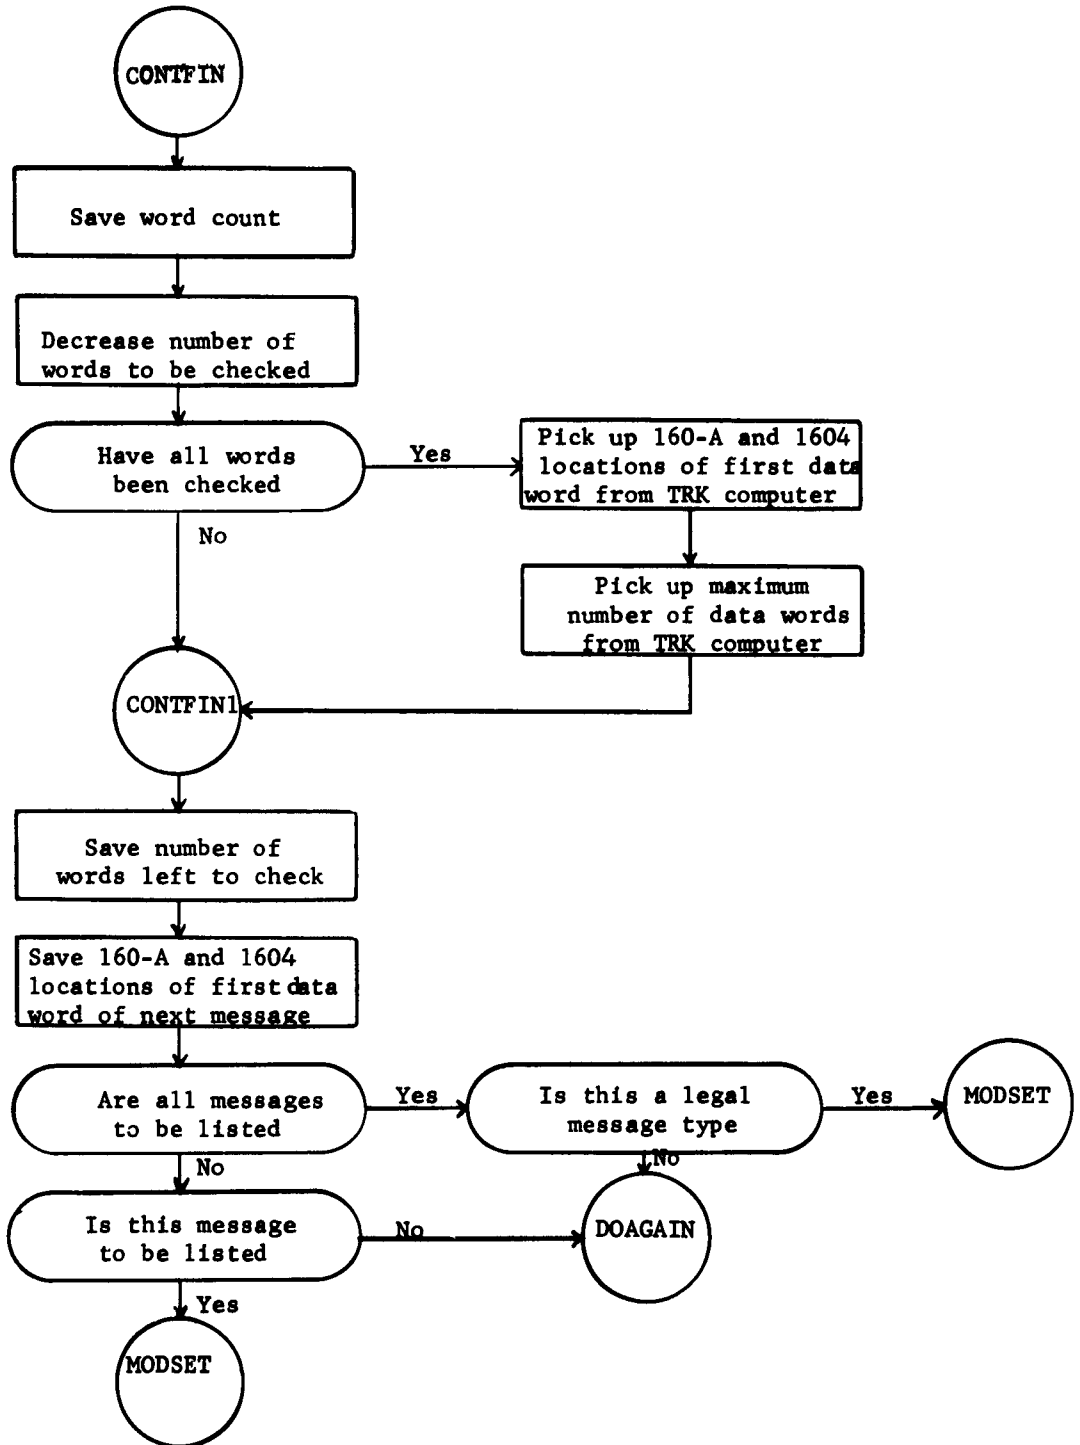 CONTFIN
Save word count
Decrease number of
words to be checked
Have all words
been checked
Yes
Pick up 160-A and 1604
locations of first data
word from TRK computer
No
Pick up maximum
number of data words
from TRK computer
CONTFIN1
Save number of
words left to check
Save 160-A and 1604
locations of first data
word of next message
Are all messages
to be listed
Yes
Is this a legal
message type
Yes
MODSET
No
No
Is this message
to be listed
No
DOAGAIN
Yes
MODSET